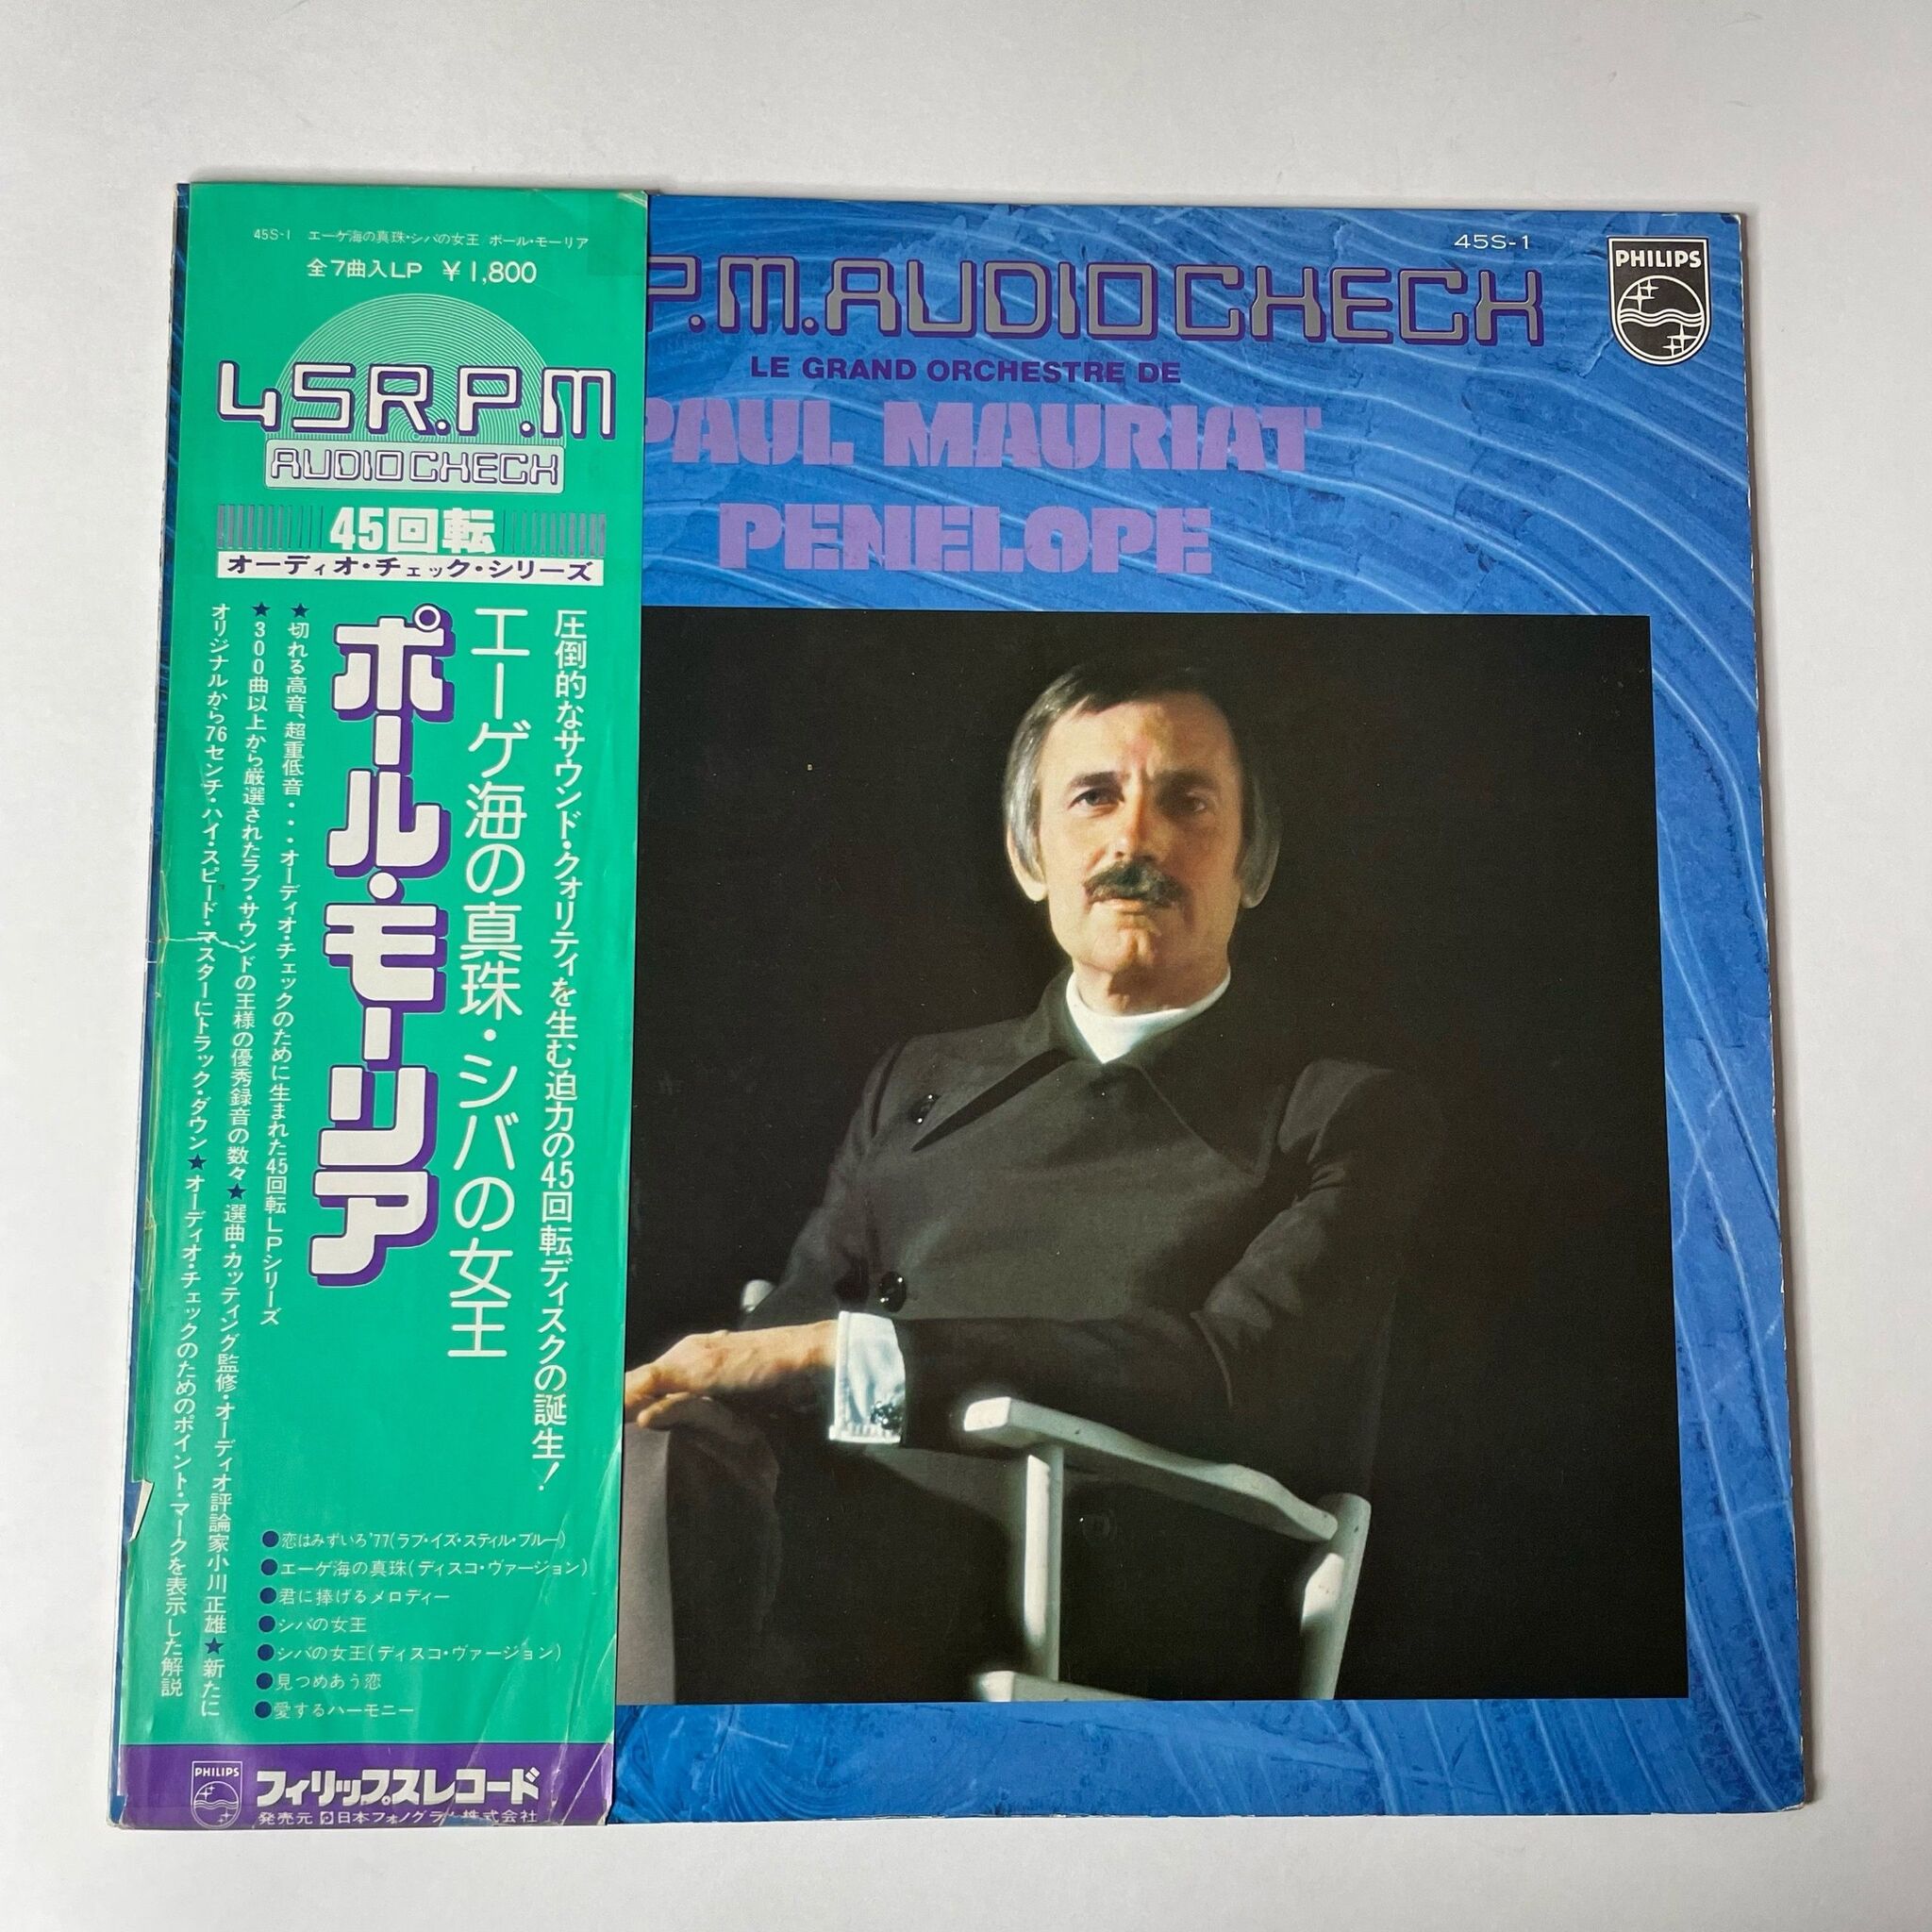 45S-1 エーゲ海の真珠・シバの女王 ポール・モーリア
全7曲入LP ¥1,800
45R.P.M
AUDIO CHECK
45回転
オーディオ・チェック・シリーズ
圧倒的なサウンド・クォリティを生む迫力の45回転ディスクの誕生!
エーゲ海の真珠・シバの女王
ポール・モーリア
★切れる高音、超重低音・・・オーディオ・チェックのために生まれた45回転LPシリーズ
★300曲以上から厳選されたラブ・サウンドの王様の優秀録音の数々★選曲・カッティング監修・オーディオ評論家小川正雄★新たに
オリジナルから76センチ・ハイ・スピード・マスターにトラック・ダウン★オーディオ・チェックのためのポイント・マークを表示した解説
●恋はみずいろ'77(ラブ・イズ・スティル・ブルー)
●エーゲ海の真珠(ディスコ・ヴァージョン)
●君に捧げるメロディー
●シバの女王
●シバの女王(ディスコ・ヴァージョン)
●見つめあう恋
●愛するハーモニー
PHILIPS
フィリップスレコード
発売元 日本フォノグラム株式会社
45S-1
PHILIPS
P.M. AUDIO CHECK
LE GRAND ORCHESTRE DE
PAUL MAURIAT
PENELOPE